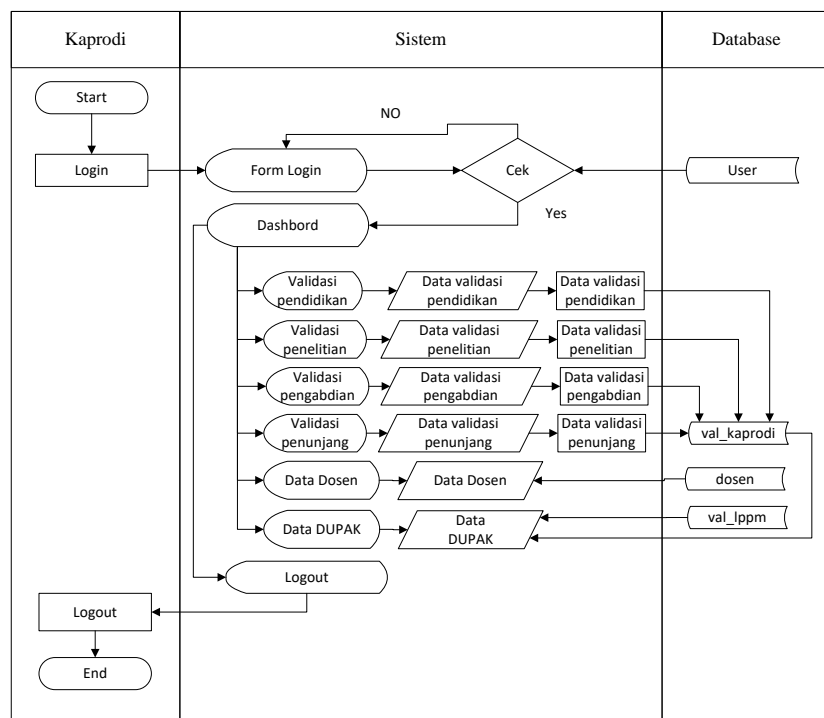 Kaprodi
Sistem
Database
Start
NO
Login
Form Login
Cek
User
Yes
Dashbord
Validasi
pendidikan
Data validasi
pendidikan
Data validasi
pendidikan
Validasi
penelitian
Data validasi
penelitian
Data validasi
penelitian
Validasi
pengabdian
Data validasi
pengabdian
Data validasi
pengabdian
Validasi
penunjang
Data validasi
penunjang
Data validasi
penunjang
val_kaprodi
Data Dosen
Data Dosen
dosen
Data DUPAK
Data
DUPAK
val_lppm
Logout
Logout
End